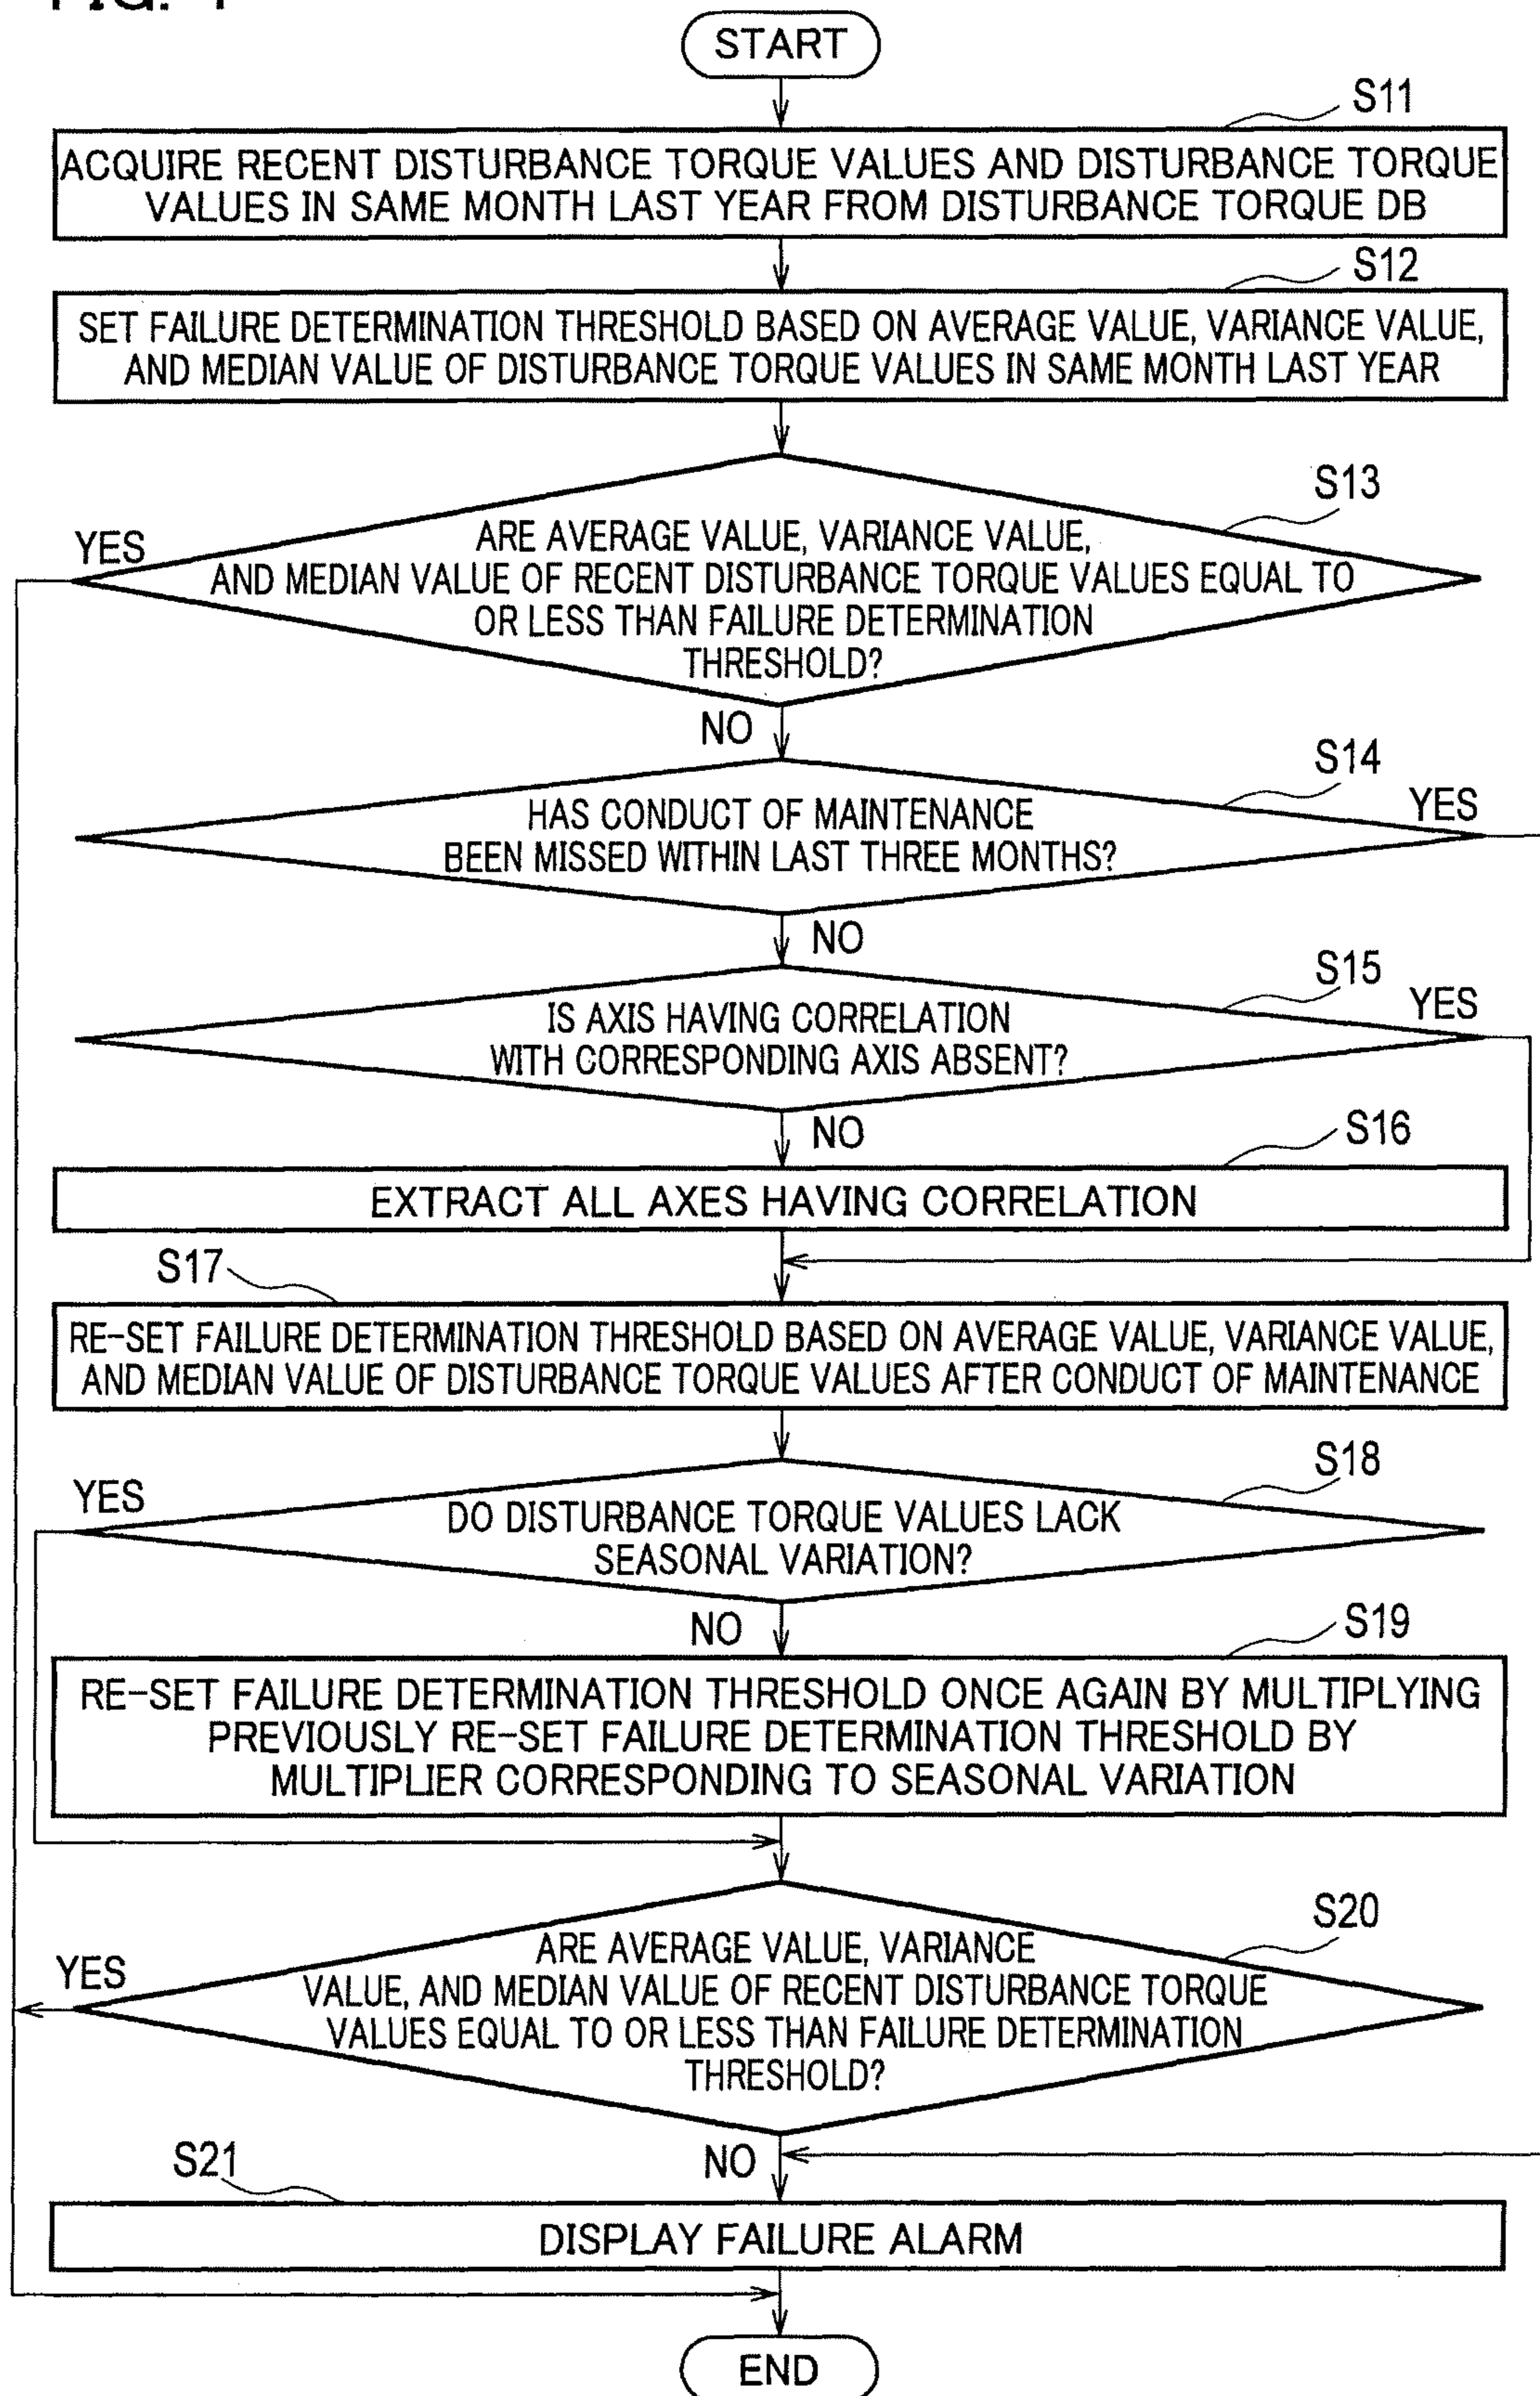 START
S11
ACQUIRE RECENT DISTURBANCE TORQUE VALUES AND DISTURBANCE TORQUE
VALUES IN SAME MONTH LAST YEAR FROM DISTURBANCE TORQUE DB
S12
SET FAILURE DETERMINATION THRESHOLD BASED ON AVERAGE VALUE, VARIANCE VALUE,
AND MEDIAN VALUE OF DISTURBANCE TORQUE VALUES IN SAME MONTH LAST YEAR
S13
YES
ARE AVERAGE VALUE, VARIANCE VALUE,
AND MEDIAN VALUE OF RECENT DISTURBANCE TORQUE VALUES EQUAL TO
OR LESS THAN FAILURE DETERMINATION
THRESHOLD?
NO
S14
YES
HAS CONDUCT OF MAINTENANCE
BEEN MISSED WITHIN LAST THREE MONTHS?
NO
S15
YES
IS AXIS HAVING CORRELATION
WITH CORRESPONDING AXIS ABSENT?
NO
S16
EXTRACT ALL AXES HAVING CORRELATION
S17
RE-SET FAILURE DETERMINATION THRESHOLD BASED ON AVERAGE VALUE, VARIANCE VALUE,
AND MEDIAN VALUE OF DISTURBANCE TORQUE VALUES AFTER CONDUCT OF MAINTENANCE
S18
YES
DO DISTURBANCE TORQUE VALUES LACK
SEASONAL VARIATION?
NO
S19
RE-SET FAILURE DETERMINATION THRESHOLD ONCE AGAIN BY MULTIPLYING
PREVIOUSLY RE-SET FAILURE DETERMINATION THRESHOLD BY
MULTIPLIER CORRESPONDING TO SEASONAL VARIATION
S20
YES
ARE AVERAGE VALUE, VARIANCE
VALUE, AND MEDIAN VALUE OF RECENT DISTURBANCE TORQUE
VALUES EQUAL TO OR LESS THAN FAILURE DETERMINATION
THRESHOLD?
NO
S21
DISPLAY FAILURE ALARM
END